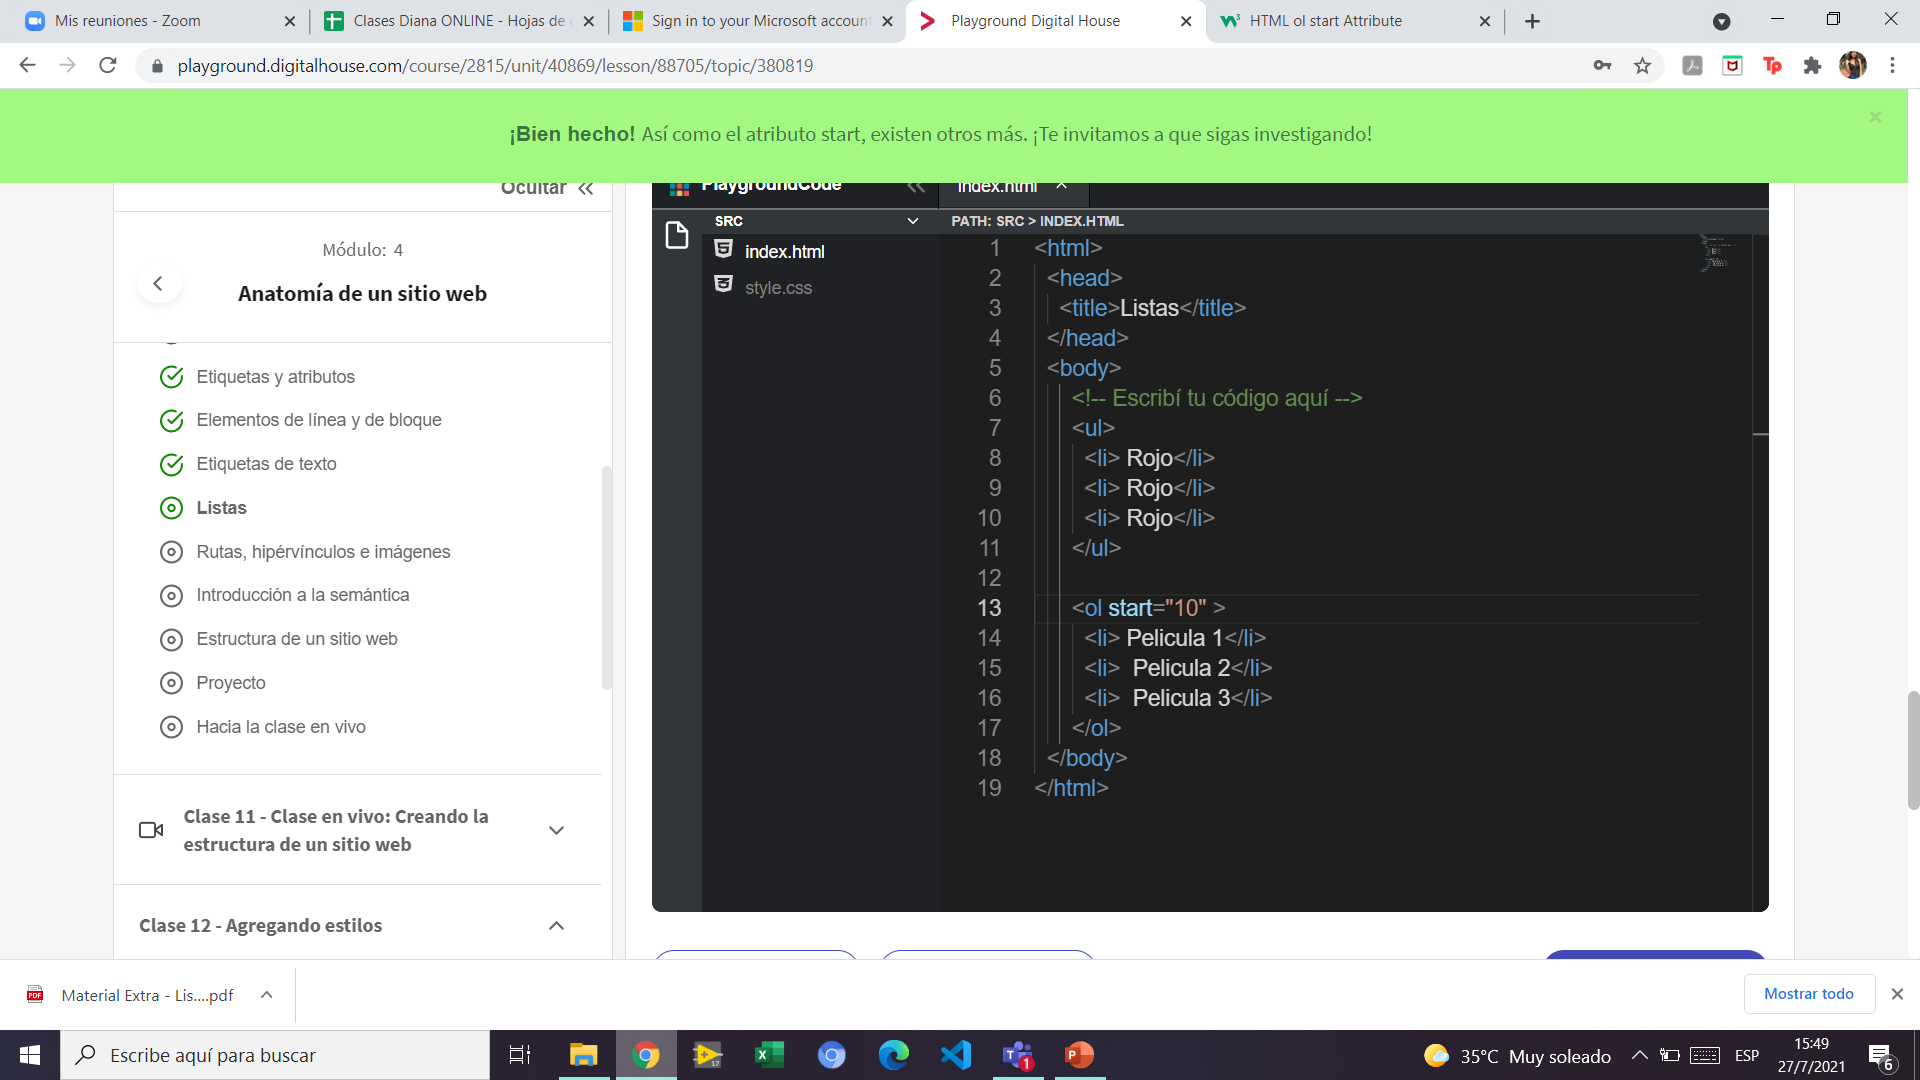 Mis reuniones - Zoom
Clases Diana ONLINE - Hojas de
Sign in to your Microsoft accoun
Playground Digital House
HTML ol start Attribute
playground.digitalhouse.com/course/2815/unit/40869/lesson/88705/topic/380819
¡Bien hecho! Así como el atributo start, existen otros más. ¡Te invitamos a que sigas investigando!
Ocultar
Módulo: 4
Anatomía de un sitio web
Etiquetas y atributos
Elementos de línea y de bloque
Etiquetas de texto
Listas
Rutas, hipérvínculos e imágenes
Introducción a la semántica
Estructura de un sitio web
Proyecto
Hacia la clase en vivo
Clase 11 - Clase en vivo: Creando la
estructura de un sitio web
Clase 12 - Agregando estilos
PlaygroundCode
index.html
SRC
index.html
style.css
PATH: SRC > INDEX.HTML
1 <html>
2 <head>
3 <title>Listas</title>
4 </head>
5 <body>
6 <!-- Escribí tu código aquí -->
7 <ul>
8 <li> Rojo</li>
9 <li> Rojo</li>
10 <li> Rojo</li>
11 </ul>
12
13 <ol start="10" >
14 <li> Pelicula 1</li>
15 <li>  Pelicula 2</li>
16 <li>  Pelicula 3</li>
17 </ol>
18 </body>
19 </html>
Material Extra - Lis....pdf
Mostrar todo
Escribe aquí para buscar
35°C Muy soleado
ESP
15:49
27/7/2021
6